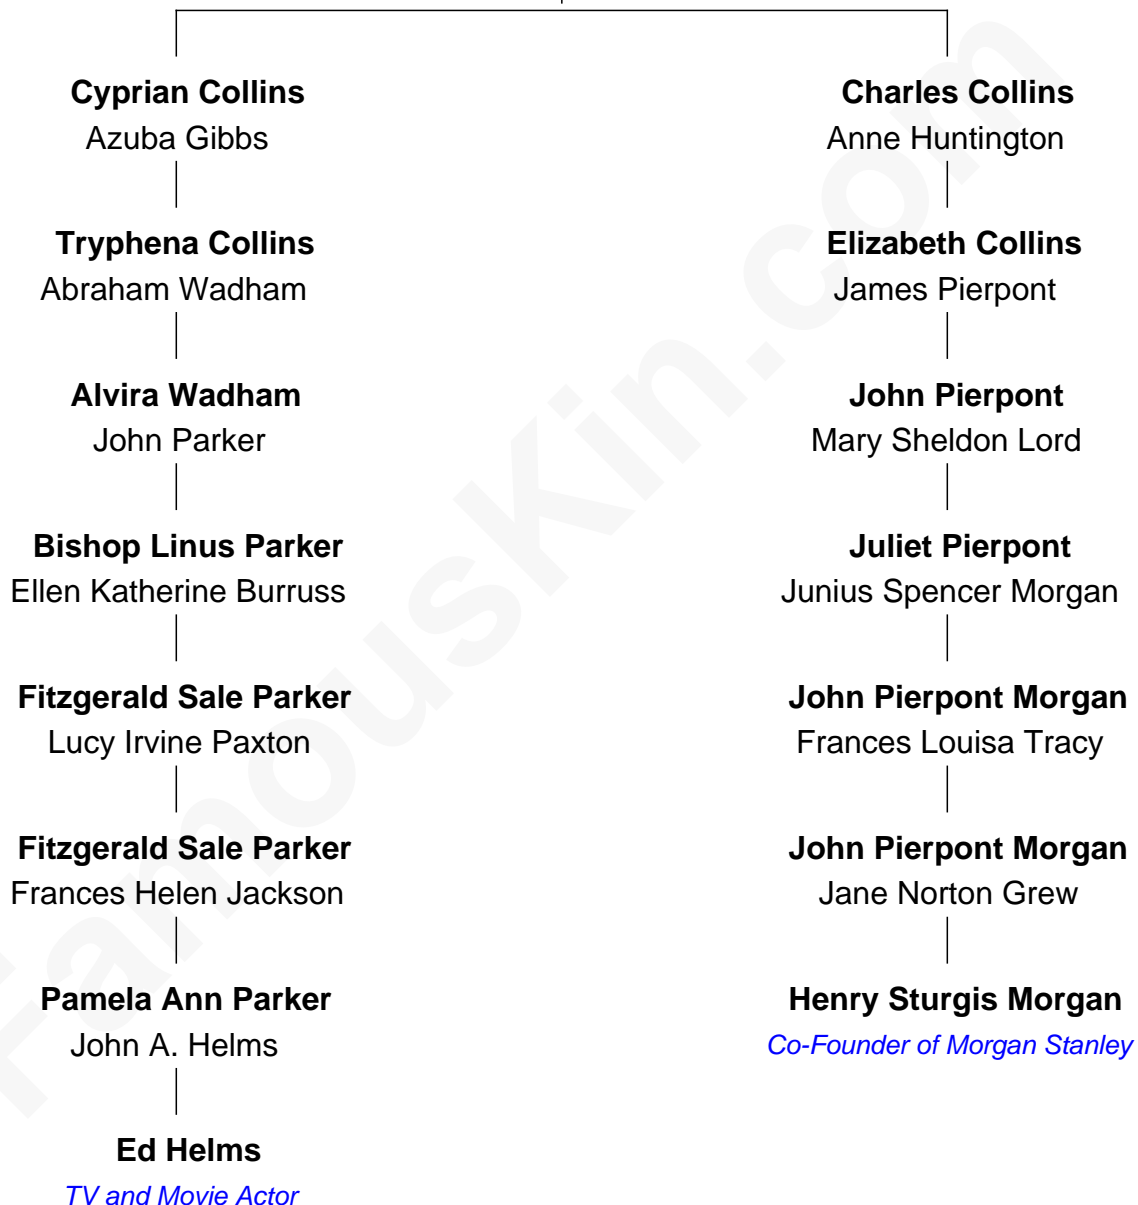 Cyprian Collins
Azuba Gibbs
Tryphena Collins
Abraham Wadham
Alvira Wadham
John Parker
Bishop Linus Parker
Ellen Katherine Burruss
Fitzgerald Sale Parker
Lucy Irvine Paxton
Fitzgerald Sale Parker
Frances Helen Jackson
Pamela Ann Parker
John A. Helms
Ed Helms
TV and Movie Actor
Charles Collins
Anne Huntington
Elizabeth Collins
James Pierpont
John Pierpont
Mary Sheldon Lord
Juliet Pierpont
Junius Spencer Morgan
John Pierpont Morgan
Frances Louisa Tracy
John Pierpont Morgan
Jane Norton Grew
Henry Sturgis Morgan
Co-Founder of Morgan Stanley
FamousKin.com